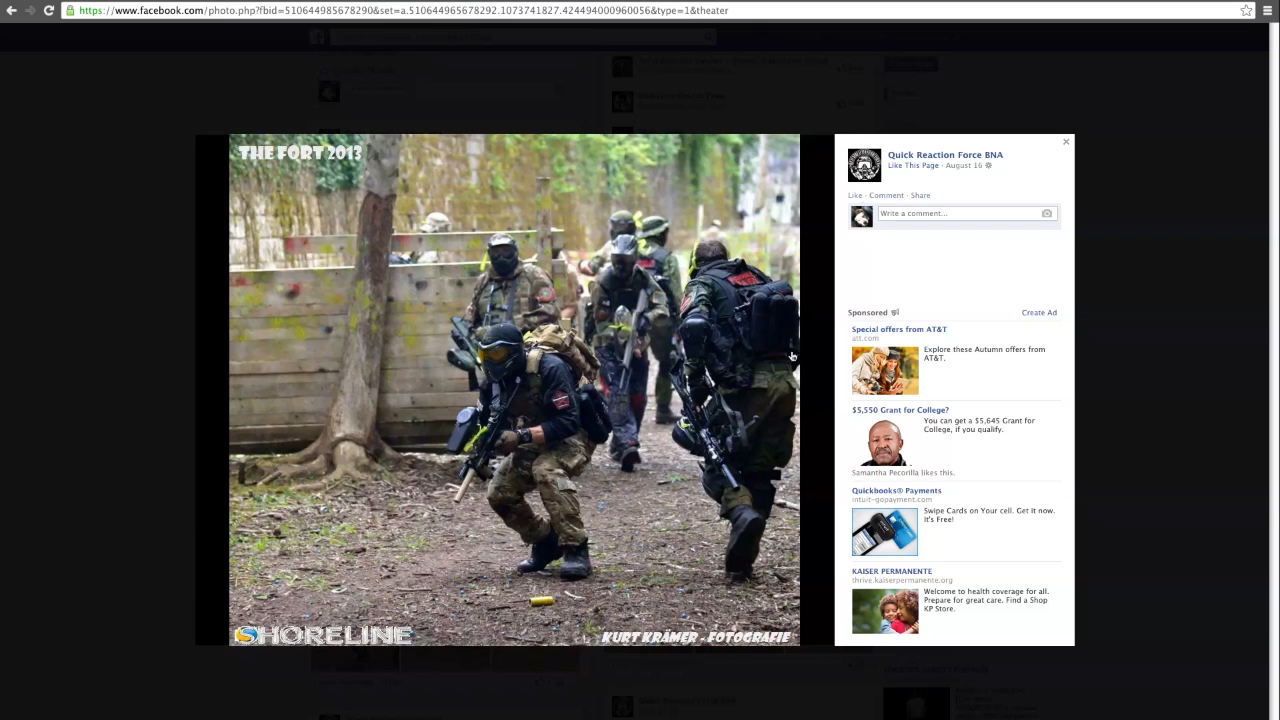 https://www.facebook.com/photo.php?fbid=510644985678290&set=a.510644965678292.1073741827.424494000960056&type=1&theater
THE FORT 2013
SHORELINE
KURT KRÄMER - FOTOGRAFIE
Quick Reaction Force BNA
Like This Page · August 16
Like · Comment · Share
Write a comment...
Sponsored
Create Ad
Special offers from AT&T
att.com
Explore these Autumn offers from
AT&T.
$5,550 Grant for College?
You can get a $5,645 Grant for
College, if you qualify.
Samantha Pecorilla likes this.
Quickbooks® Payments
intuit-gopayment.com
Swipe Cards on Your cell. Get it now.
It's Free!
KAISER PERMANENTE
thrive.kaiserpermanente.org
Welcome to health coverage for all.
Prepare for great care. Find a Shop
KP Store.